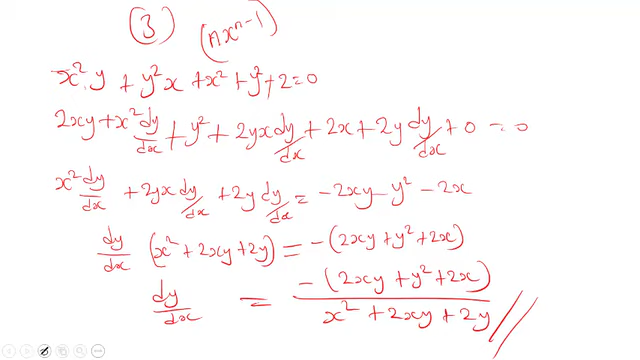 (3) (nxⁿ⁻¹)
x².y + y²x + x² + y² + 2 = 0
2xy + x² dy/dx + y² + 2yx dy/dx + 2x + 2y dy/dx + 0 = 0
x² dy/dx + 2yx dy/dx + 2y dy/dx = -2xy - y² - 2x
dy/dx (x² + 2xy + 2y) = -(2xy + y² + 2x)
dy/dx = -(2xy + y² + 2x) / x² + 2xy + 2y //